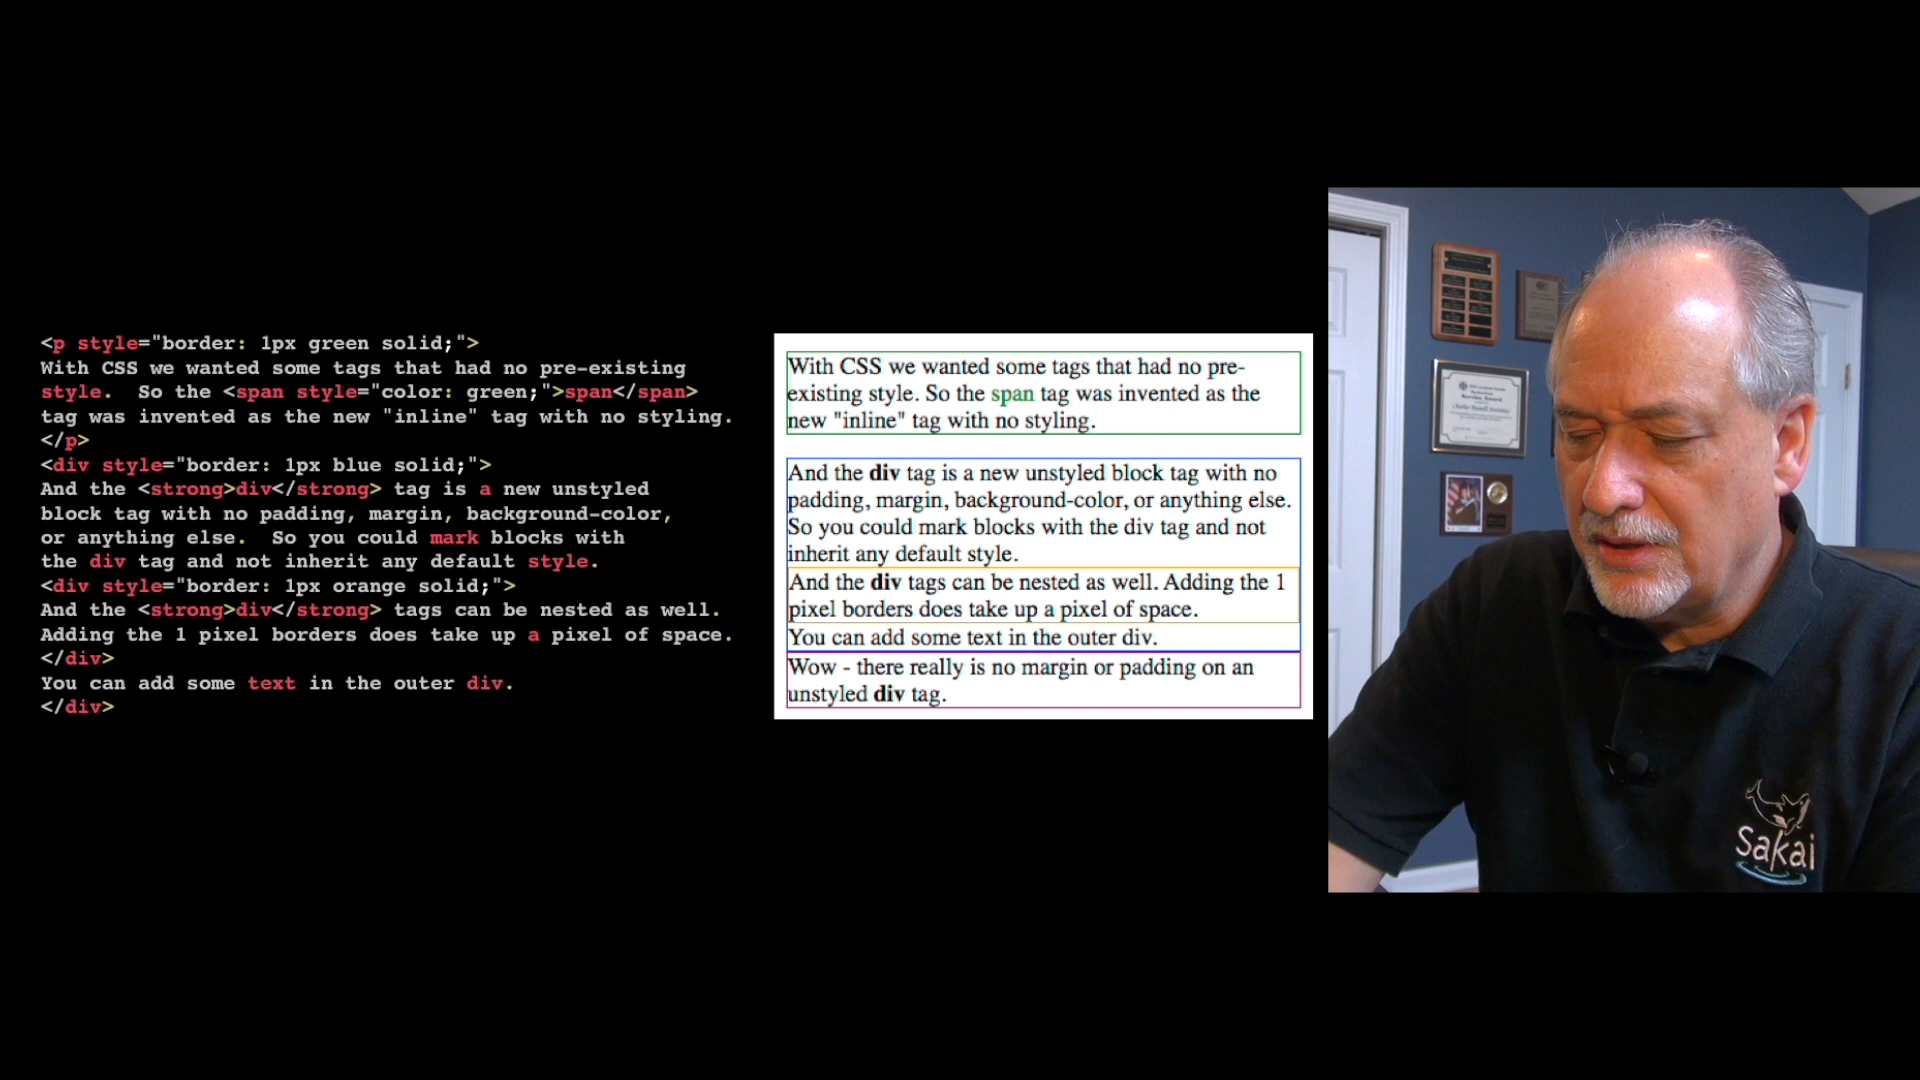 <p style="border: 1px green solid;">
With CSS we wanted some tags that had no pre-existing
style.  So the <span style="color: green;">span</span>
tag was invented as the new "inline" tag with no styling.
</p>
<div style="border: 1px blue solid;">
And the <strong>div</strong> tag is a new unstyled
block tag with no padding, margin, background-color,
or anything else.  So you could mark blocks with
the div tag and not inherit any default style.
<div style="border: 1px orange solid;">
And the <strong>div</strong> tags can be nested as well.
Adding the 1 pixel borders does take up a pixel of space.
</div>
You can add some text in the outer div.
</div>
With CSS we wanted some tags that had no pre-
existing style. So the span tag was invented as the
new "inline" tag with no styling.
And the div tag is a new unstyled block tag with no
padding, margin, background-color, or anything else.
So you could mark blocks with the div tag and not
inherit any default style.
And the div tags can be nested as well. Adding the 1
pixel borders does take up a pixel of space.
You can add some text in the outer div.
Wow - there really is no margin or padding on an
unstyled div tag.
Service Award
Sakai